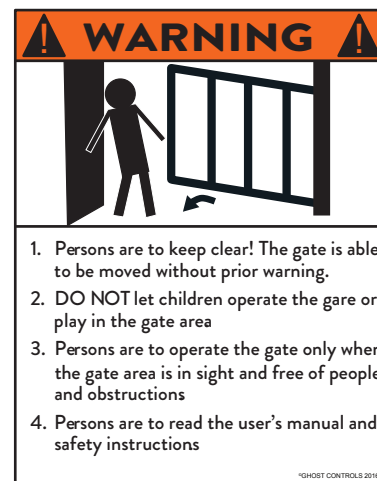 WARNING
1. Persons are to keep clear! The gate is able
to be moved without prior warning.
2. DO NOT let children operate the gare or
play in the gate area
3. Persons are to operate the gate only when
the gate area is in sight and free of people
and obstructions
4. Persons are to read the user's manual and
safety instructions
©GHOST CONTROLS 2016